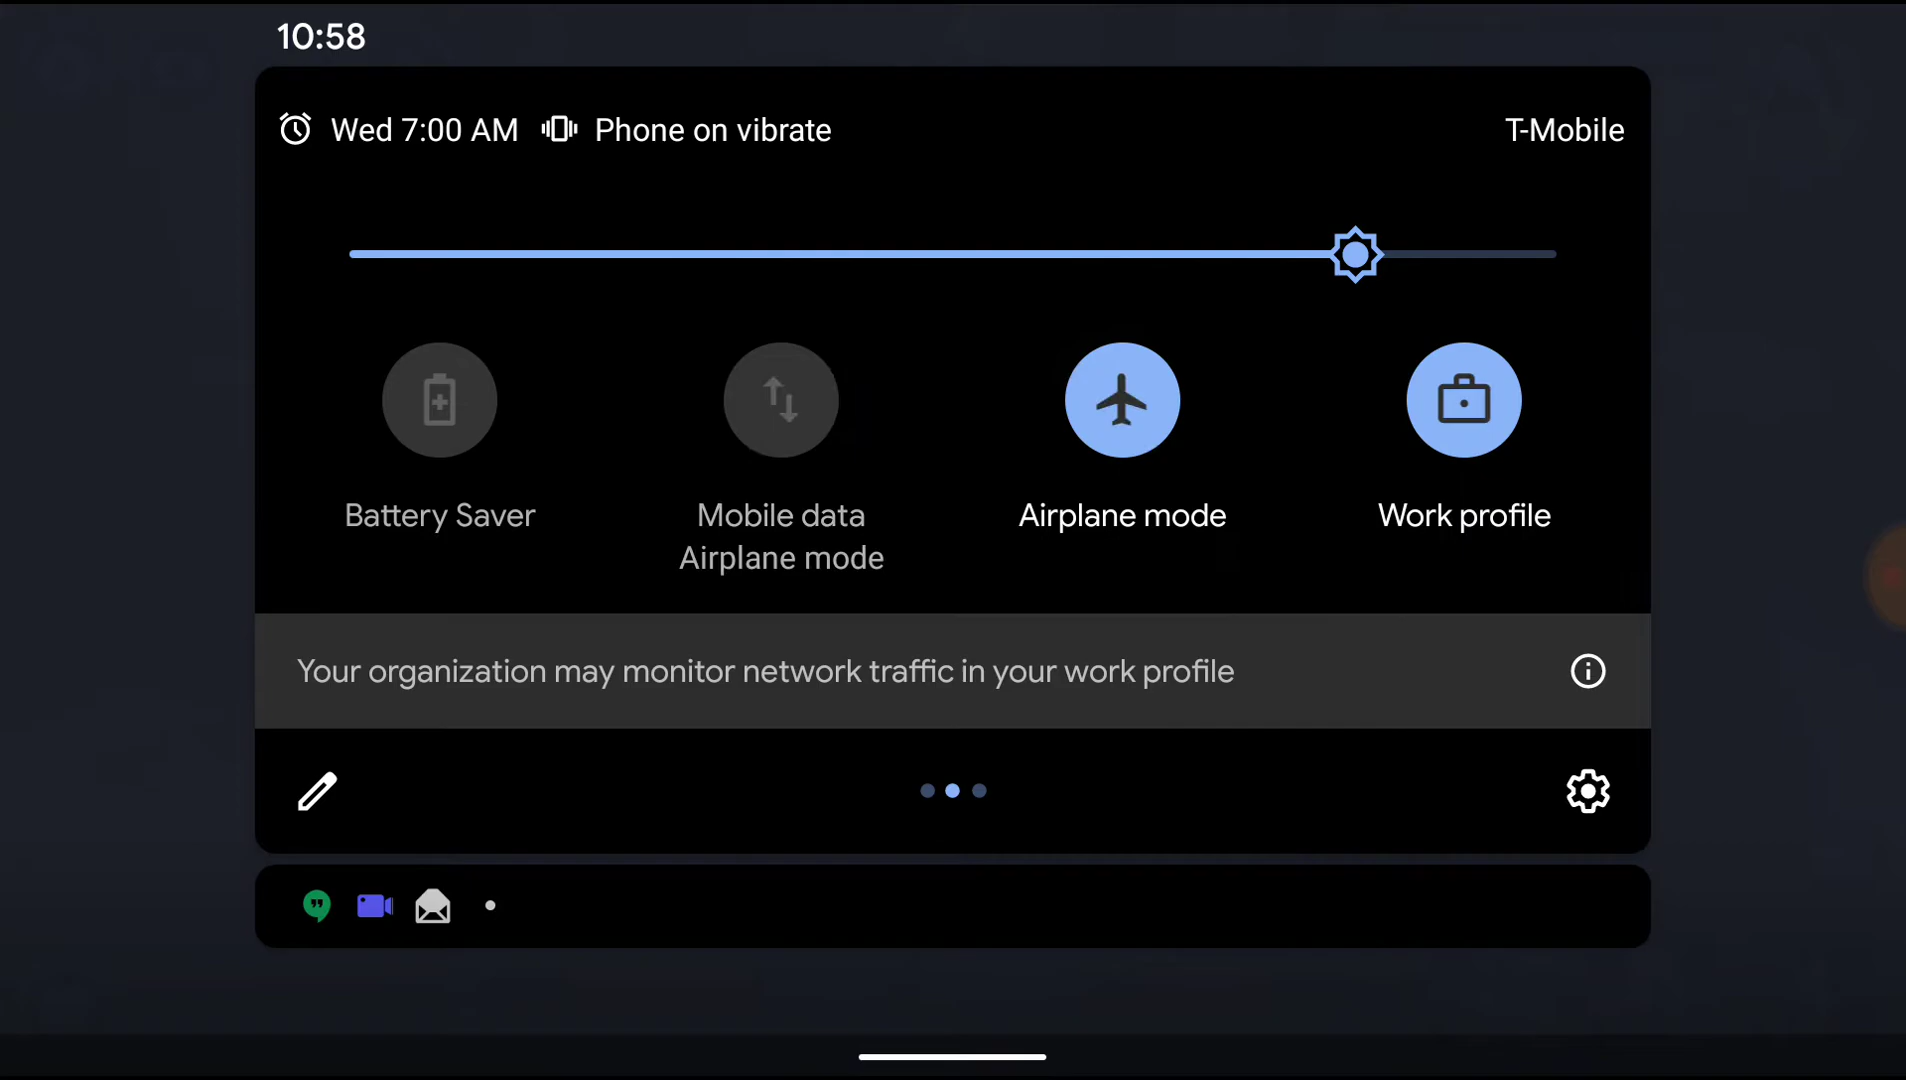 10:58
Wed 7:00 AM Phone on vibrate T-Mobile
Battery Saver Mobile data Airplane mode Work profile
Airplane mode
Your organization may monitor network traffic in your work profile